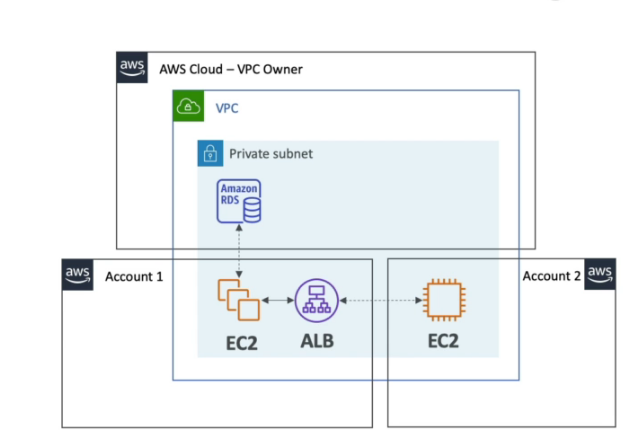 aws
AWS Cloud – VPC Owner
VPC
Private subnet
Amazon
RDS
aws
Account 1
Account 2
aws
EC2
ALB
EC2